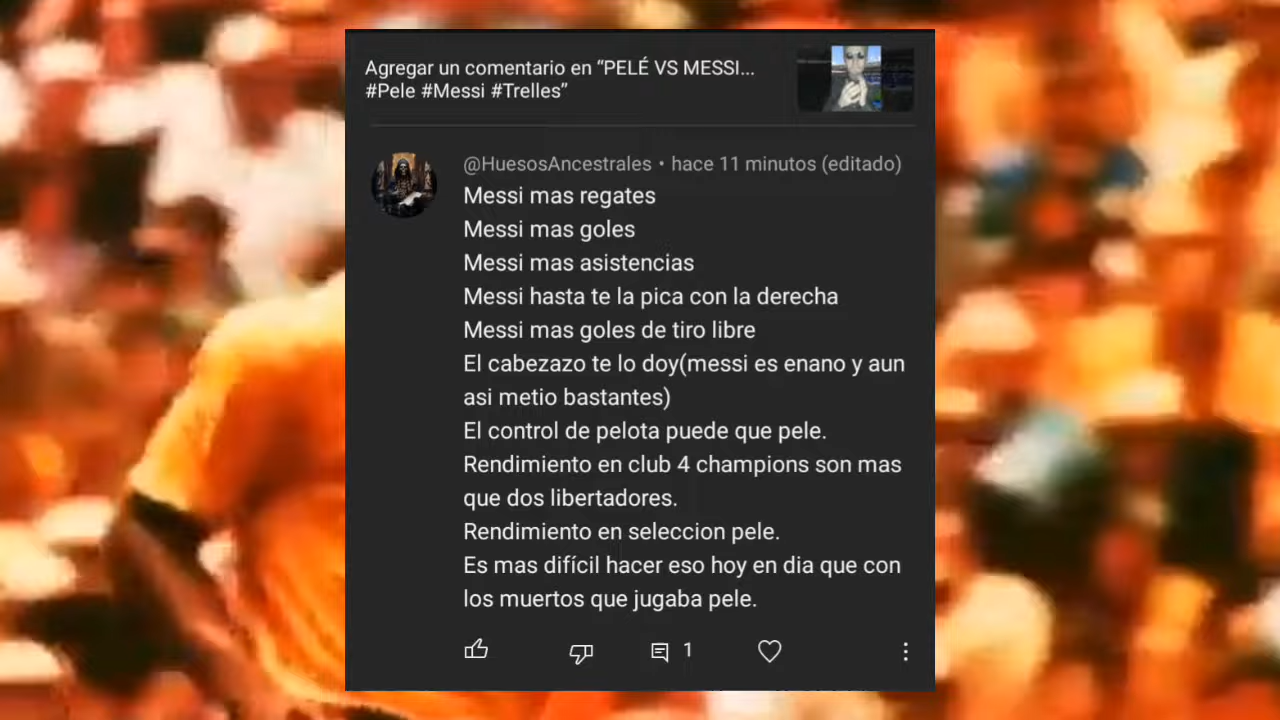 Agregar un comentario en “PELÉ VS MESSI...
#Pele #Messi #Trelles”
@HuesosAncestrales • hace 11 minutos (editado)
Messi mas regates
Messi mas goles
Messi mas asistencias
Messi hasta te la pica con la derecha
Messi mas goles de tiro libre
El cabezazo te lo doy(messi es enano y aun
asi metio bastantes)
El control de pelota puede que pele.
Rendimiento en club 4 champions son mas
que dos libertadores.
Rendimiento en seleccion pele.
Es mas difícil hacer eso hoy en dia que con
los muertos que jugaba pele.
1